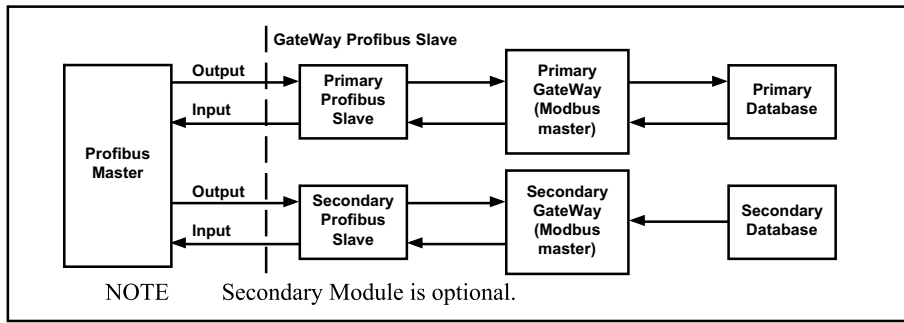 GateWay Profibus Slave
Output
Input
Profibus
Master
Primary
Profibus
Slave
Primary
GateWay
(Modbus
master)
Primary
Database
Output
Input
Secondary
Profibus
Slave
Secondary
GateWay
(Modbus
master)
Secondary
Database
NOTE Secondary Module is optional.